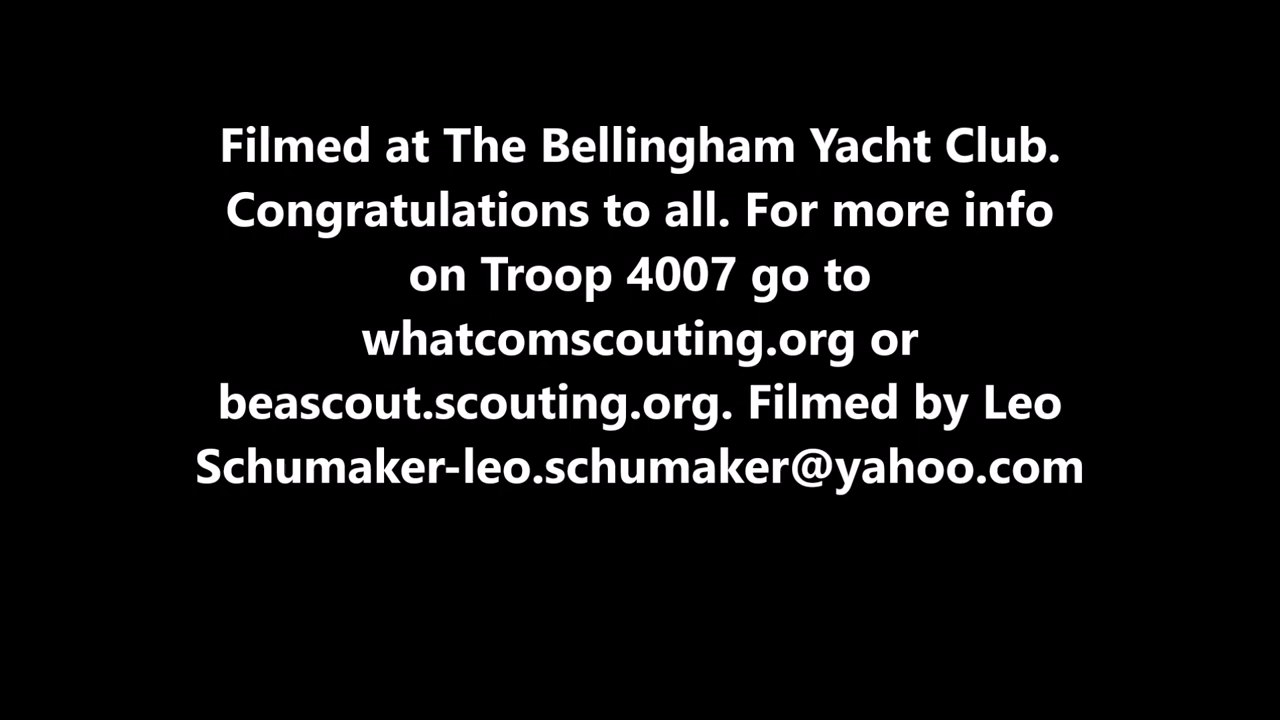 Filmed at The Bellingham Yacht Club.
Congratulations to all. For more info
on Troop 4007 go to
whatcomscouting.org or
beascout.scouting.org. Filmed by Leo
Schumaker-leo.schumaker@yahoo.com